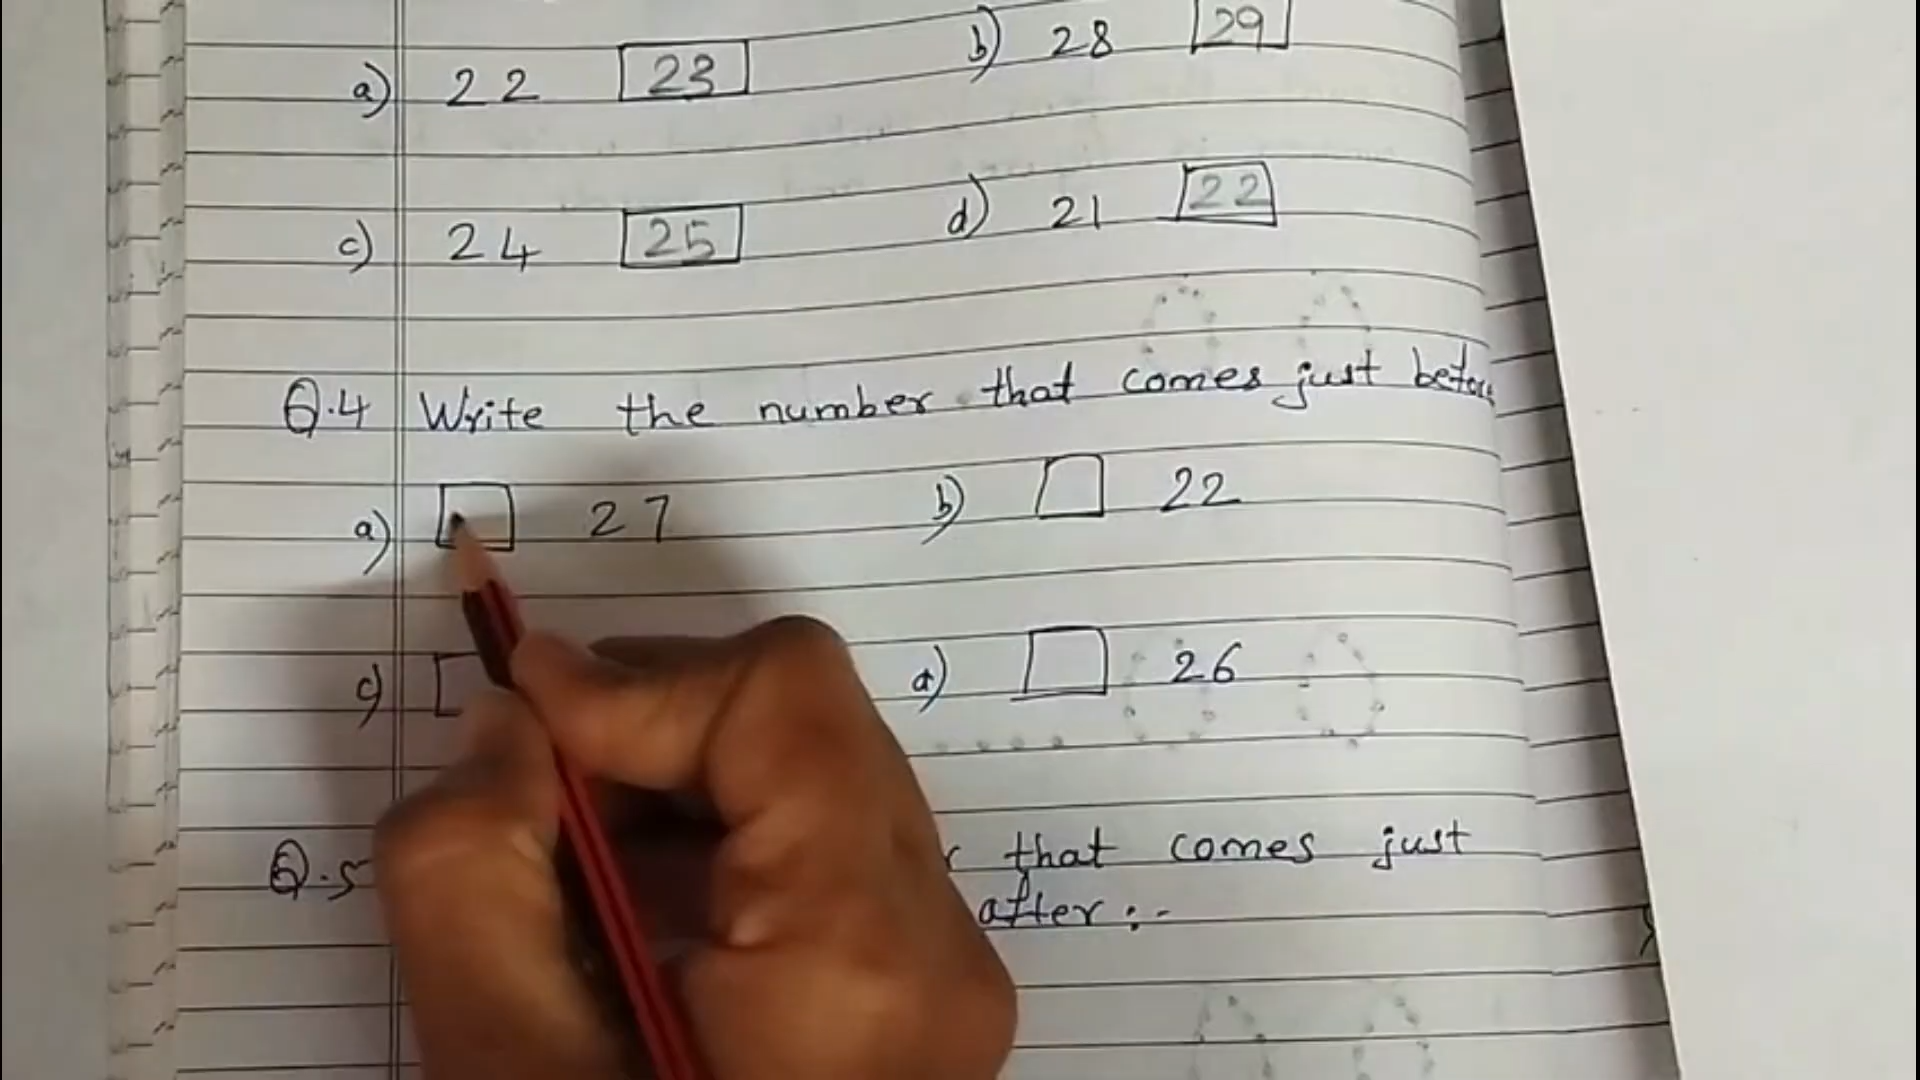 a) 22 23 b) 28 29
c) 24 25 d) 21 22
Q.4 Write the number that comes just before
a) 27 b) 22
c) d) 26
Q.5 that comes just
after :-